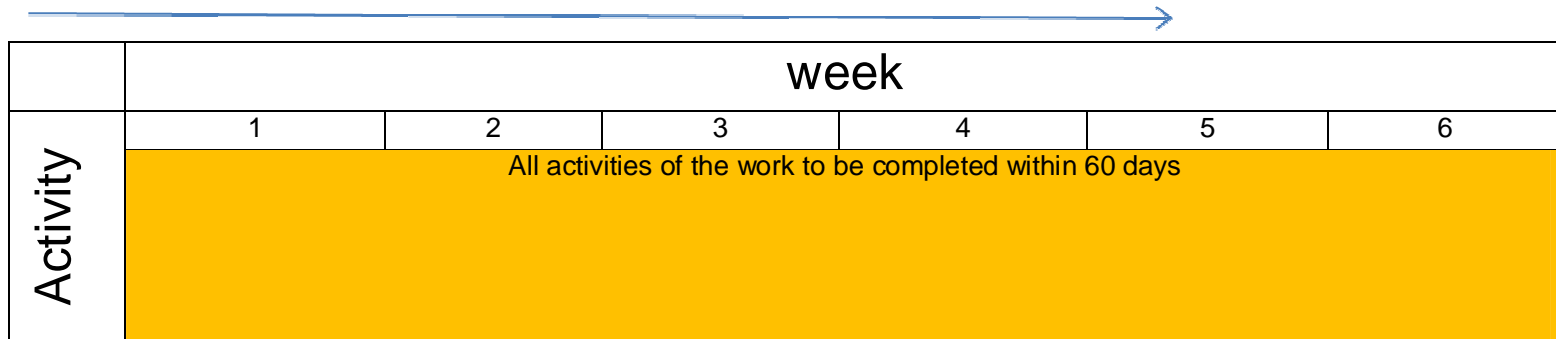 week
1 2 3 4 5 6
Activity
All activities of the work to be completed within 60 days